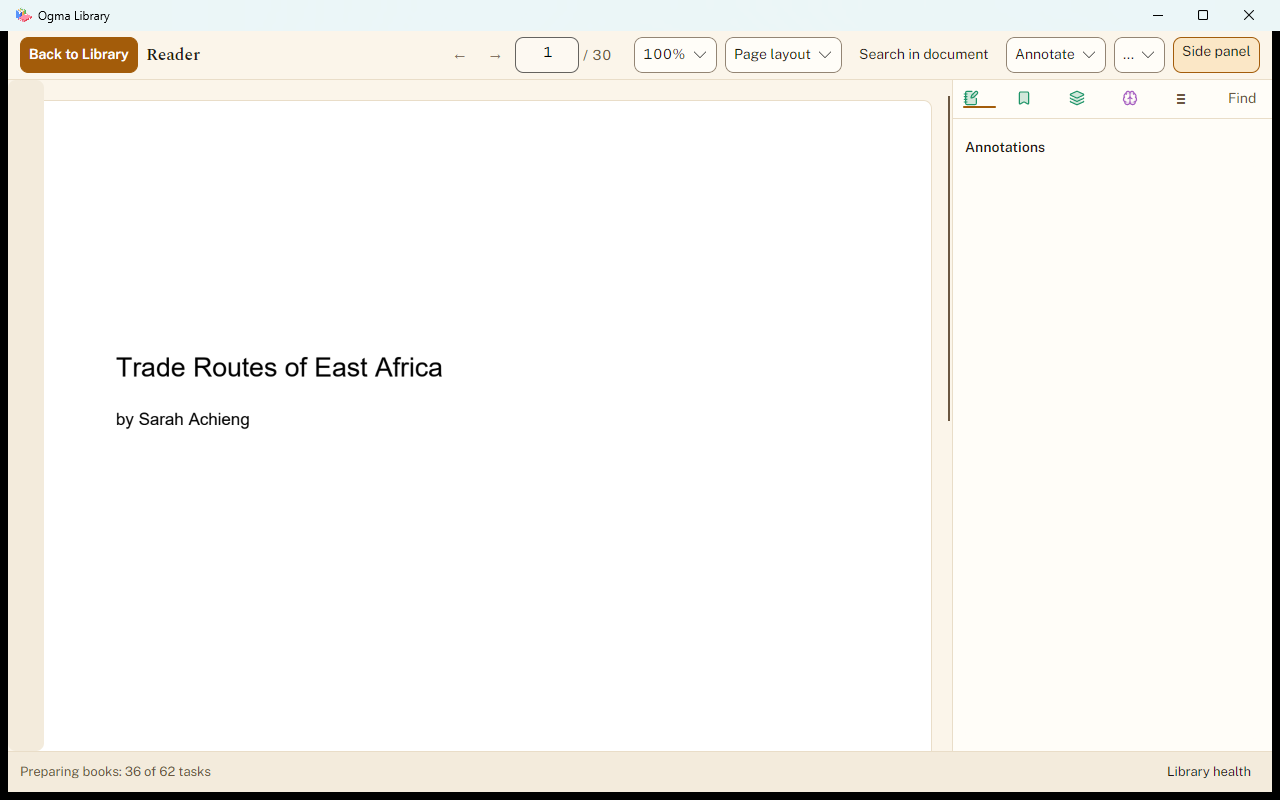 Ogma Library
Back to Library Reader ← → 1 / 30 100% Page layout Search in document Annotate ... Side panel
Find
Annotations
Trade Routes of East Africa
by Sarah Achieng
Preparing books: 36 of 62 tasks Library health